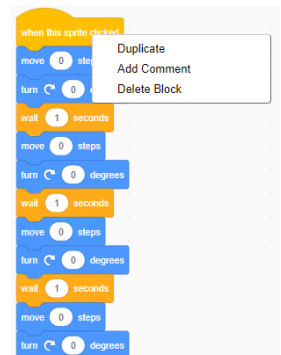 when this sprite clicked
Duplicate
move 0 step
Add Comment
turn 0
Delete Block
wait 1 seconds
move 0 steps
turn 0 degrees
wait 1 seconds
move 0 steps
turn 0 degrees
wait 1 seconds
move 0 steps
turn 0 degrees